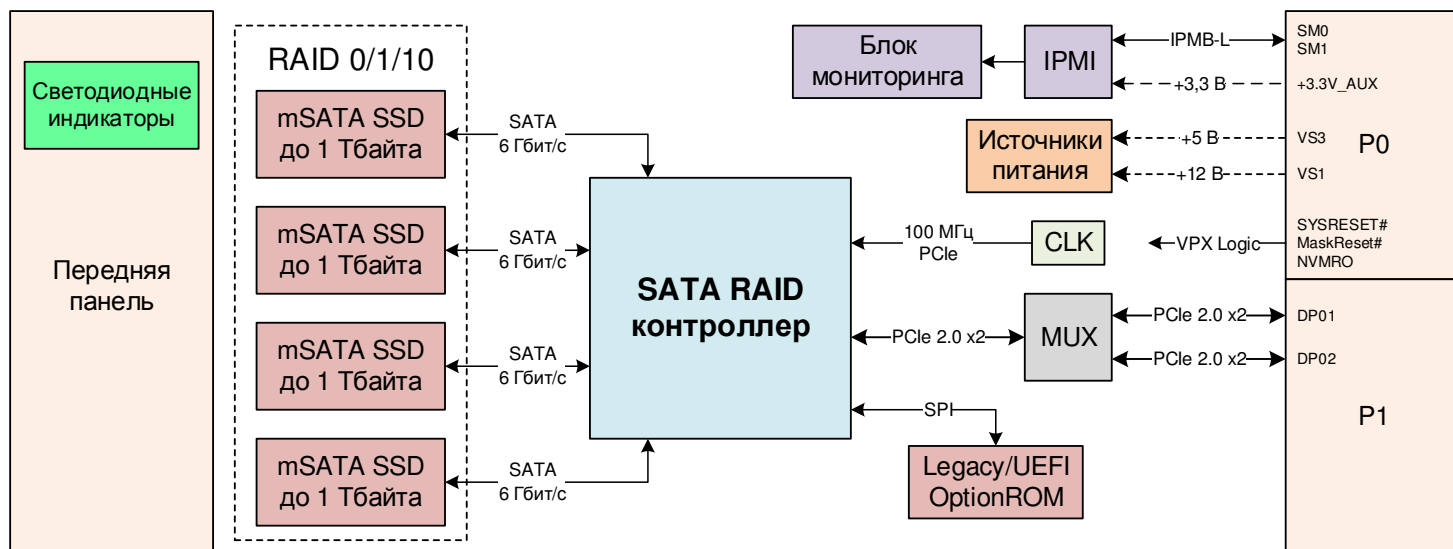 Светодиодные
индикаторы
Передняя
панель
RAID 0/1/10
mSATA SSD
до 1 Тбайта
mSATA SSD
до 1 Тбайта
mSATA SSD
до 1 Тбайта
mSATA SSD
до 1 Тбайта
SATA
6 Гбит/с
SATA
6 Гбит/с
SATA
6 Гбит/с
SATA
6 Гбит/с
SATA RAID
контроллер
Блок
мониторинга
IPMI
IPMB-L
+3,3 В
Источники
питания
+5 В
+12 В
100 МГц
PCIe
CLK
VPX Logic
PCIe 2.0 x2
MUX
PCIe 2.0 x2
PCIe 2.0 x2
SPI
Legacy/UEFI
OptionROM
SM0
SM1
+3.3V_AUX
VS3
P0
VS1
SYSRESET#
MaskReset#
NVMRO
DP01
DP02
P1